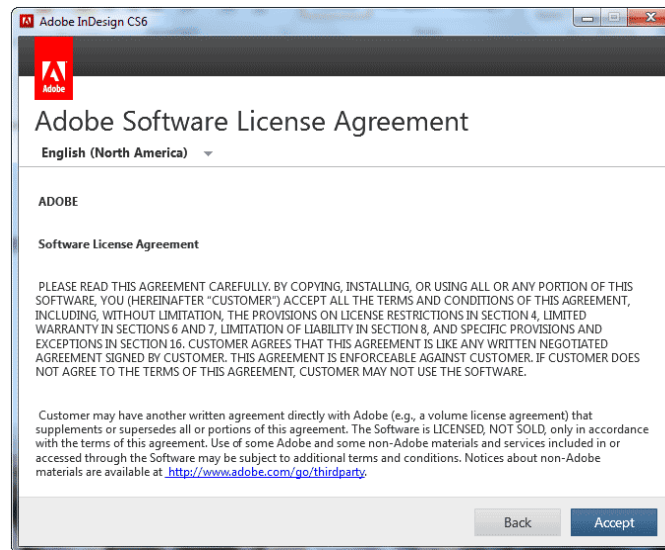 Adobe InDesign CS6
Adobe
Adobe Software License Agreement
English (North America)
ADOBE
Software License Agreement
PLEASE READ THIS AGREEMENT CAREFULLY. BY COPYING, INSTALLING, OR USING ALL OR ANY PORTION OF THIS
SOFTWARE, YOU (HEREINAFTER "CUSTOMER") ACCEPT ALL THE TERMS AND CONDITIONS OF THIS AGREEMENT,
INCLUDING, WITHOUT LIMITATION, THE PROVISIONS ON LICENSE RESTRICTIONS IN SECTION 4, LIMITED
WARRANTY IN SECTIONS 6 AND 7, LIMITATION OF LIABILITY IN SECTION 8, AND SPECIFIC PROVISIONS AND
EXCEPTIONS IN SECTION 16. CUSTOMER AGREES THAT THIS AGREEMENT IS LIKE ANY WRITTEN NEGOTIATED
AGREEMENT SIGNED BY CUSTOMER. THIS AGREEMENT IS ENFORCEABLE AGAINST CUSTOMER. IF CUSTOMER DOES
NOT AGREE TO THE TERMS OF THIS AGREEMENT, CUSTOMER MAY NOT USE THE SOFTWARE.
Customer may have another written agreement directly with Adobe (e.g., a volume license agreement) that
supplements or supersedes all or portions of this agreement. The Software is LICENSED, NOT SOLD, only in accordance
with the terms of this agreement. Use of some Adobe and some non-Adobe materials and services included in or
accessed through the Software may be subject to additional terms and conditions. Notices about non-Adobe
materials are available at http://www.adobe.com/go/thirdparty.
Back
Accept